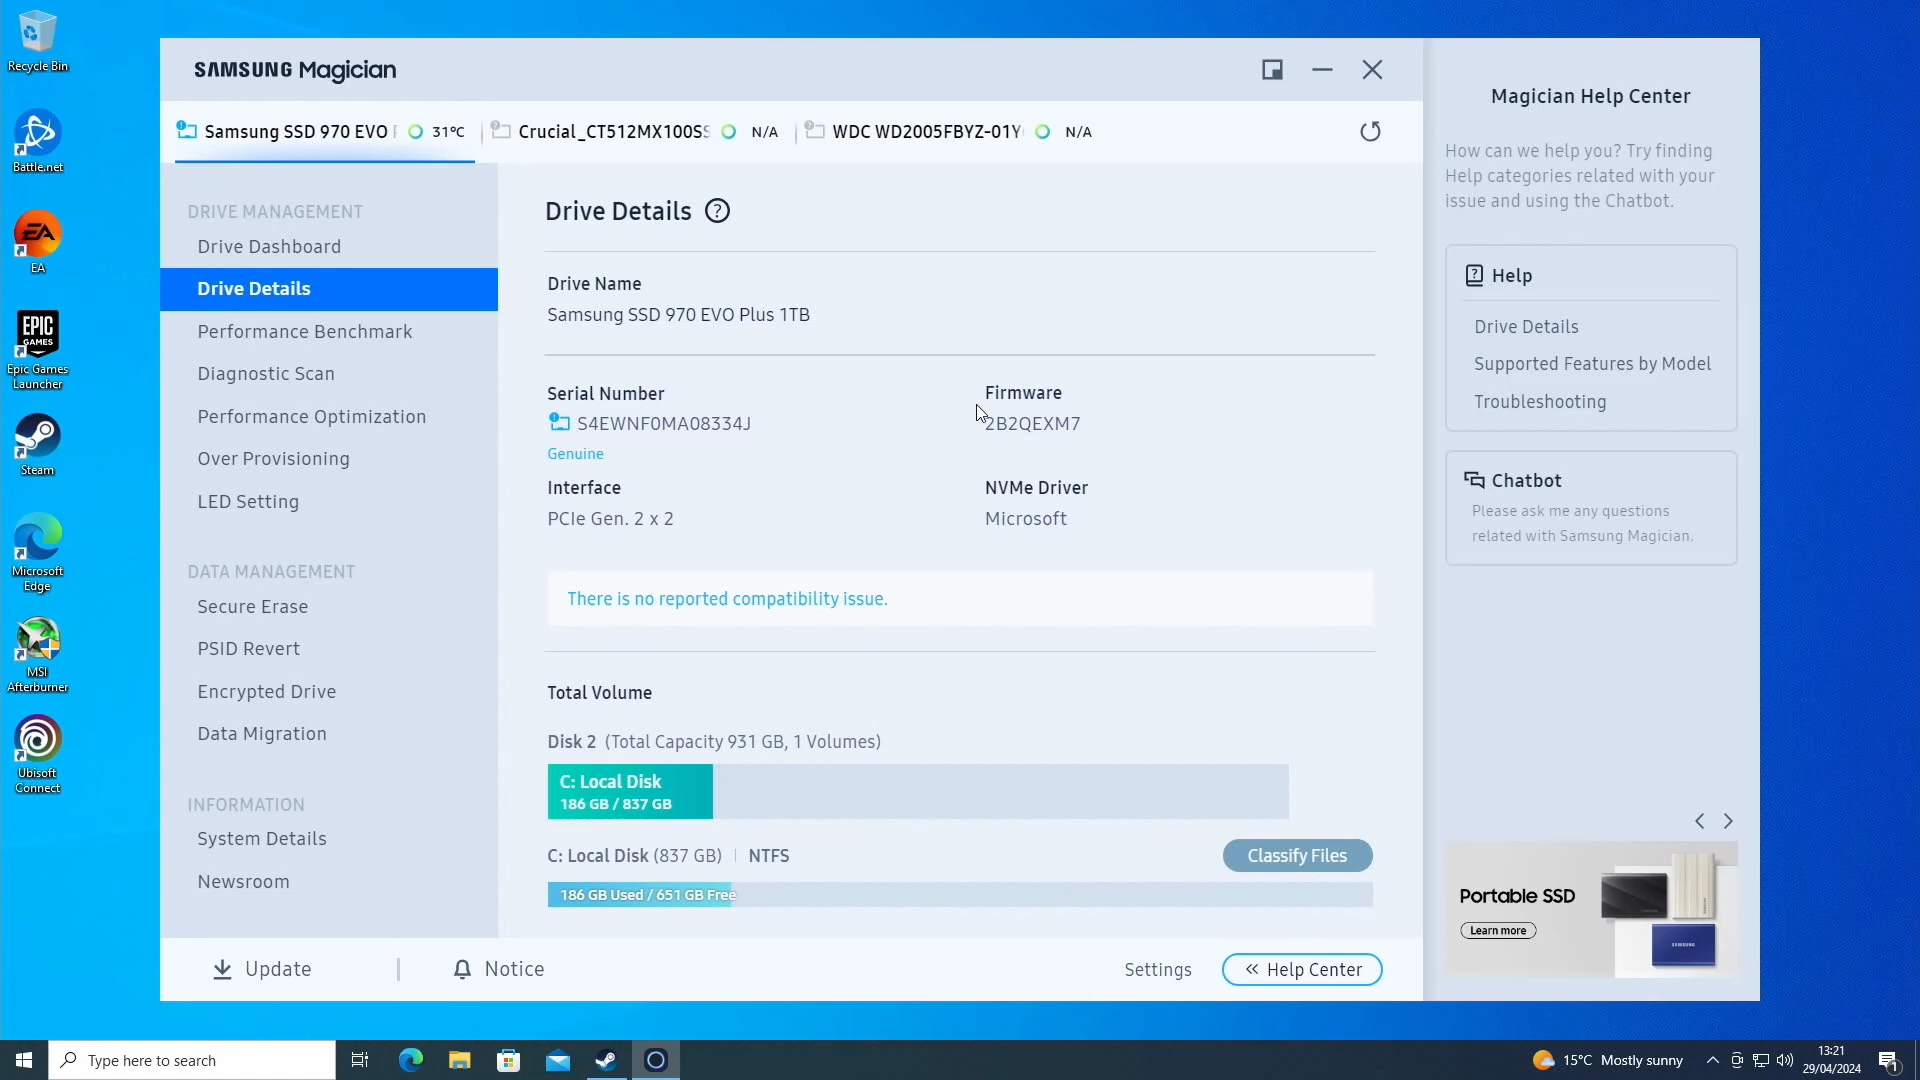 Recycle Bin
Battle.net
EA
EPIC
GAMES
Epic Games
Launcher
Steam
Microsoft
Edge
MSI
Afterburner
Ubisoft
Connect
SAMSUNG Magician
Samsung SSD 970 EVO 31°C Crucial_CT512MX100S N/A WDC WD2005FBYZ-01Y N/A
DRIVE MANAGEMENT
Drive Dashboard
Drive Details
Performance Benchmark
Diagnostic Scan
Performance Optimization
Over Provisioning
LED Setting
DATA MANAGEMENT
Secure Erase
PSID Revert
Encrypted Drive
Data Migration
INFORMATION
System Details
Newsroom
Drive Details ?
Drive Name
Samsung SSD 970 EVO Plus 1TB
Serial Number
S4EWNF0MA08334J
Genuine
Firmware
2B2QEXM7
Interface
PCIe Gen. 2 x 2
NVMe Driver
Microsoft
There is no reported compatibility issue.
Total Volume
Disk 2 (Total Capacity 931 GB, 1 Volumes)
C: Local Disk
186 GB / 837 GB
C: Local Disk (837 GB) | NTFS
Classify Files
186 GB Used / 651 GB Free
Update
Notice
Settings
Help Center
Magician Help Center
How can we help you? Try finding
Help categories related with your
issue and using the Chatbot.
Help
Drive Details
Supported Features by Model
Troubleshooting
Chatbot
Please ask me any questions
related with Samsung Magician.
Portable SSD
Learn more
SAMSUNG
Type here to search
15°C Mostly sunny
13:21
29/04/2024
1